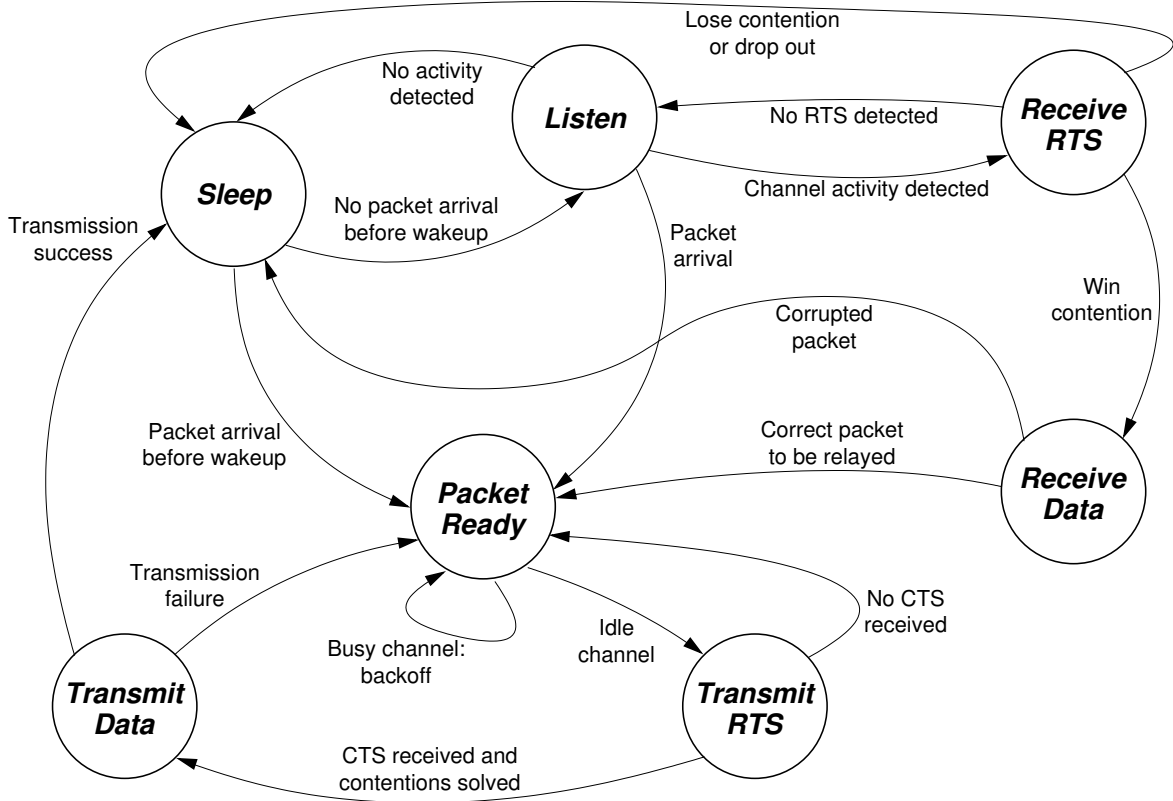 Lose contention
or drop out
No activity
detected
Listen
No RTS detected
Receive
RTS
Channel activity detected
Sleep
No packet arrival
before wakeup
Transmission
success
Packet
arrival
Win
contention
Corrupted
packet
Packet arrival
before wakeup
Correct packet
to be relayed
Packet
Ready
Receive
Data
Transmission
failure
No CTS
received
Busy channel:
backoff
Idle
channel
Transmit
Data
Transmit
RTS
CTS received and
contentions solved